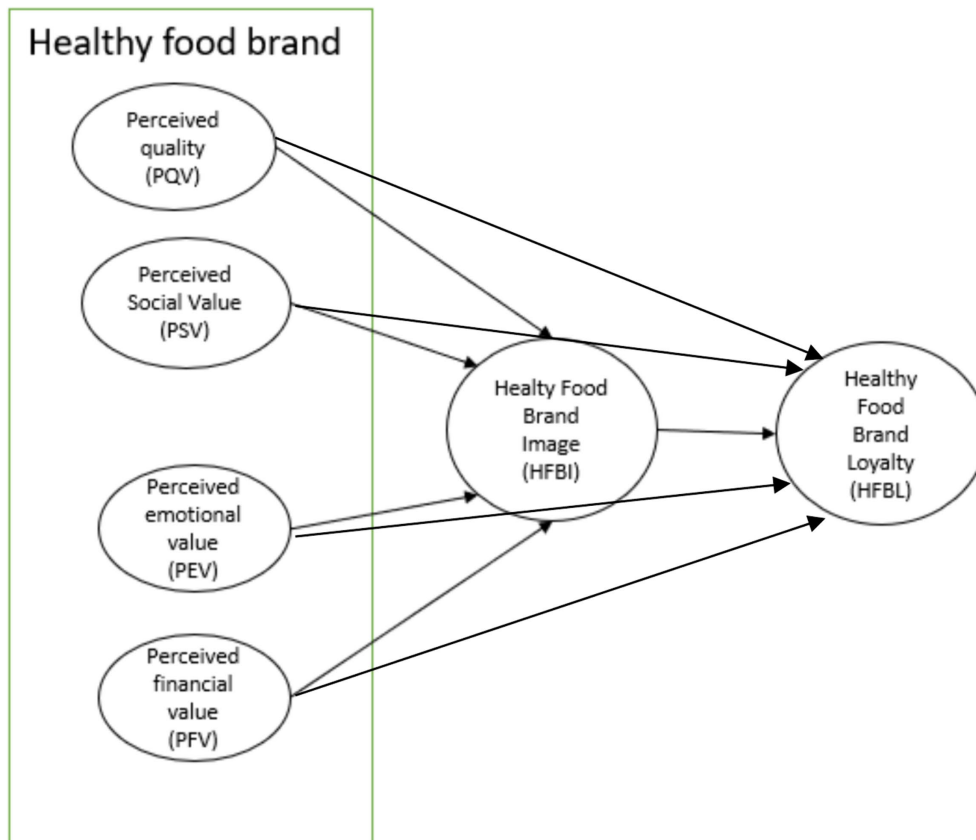 Healthy food brand
Perceived
quality
(PQV)
Perceived
Social Value
(PSV)
Perceived
emotional
value
(PEV)
Perceived
financial
value
(PFV)
Healty Food
Brand
Image
(HFBI)
Healthy
Food
Brand
Loyalty
(HFBL)